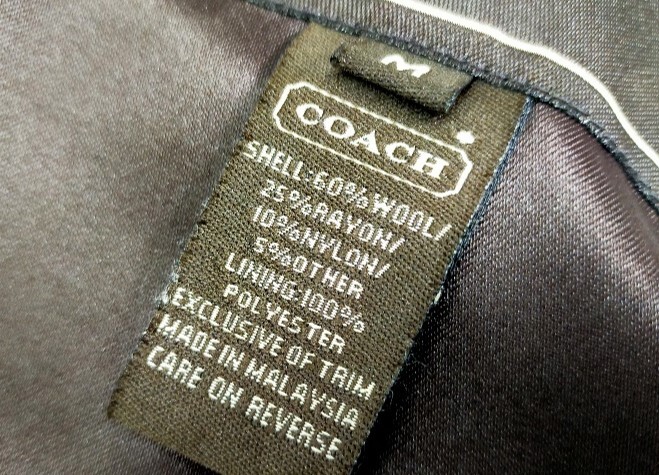 M
COACH
SHELL:60%WOOL/
25%RAYON/
10%NYLON/
5%OTHER
LINING:100%
POLYESTER
EXCLUSIVE OF TRIM
MADE IN MALAYSIA
CARE ON REVERSE